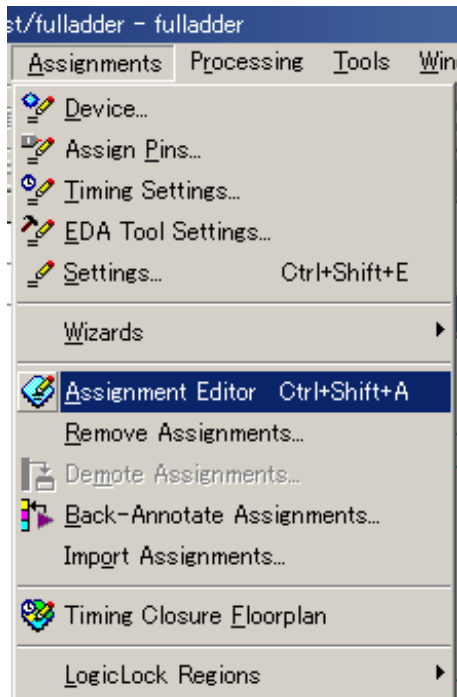 st/fulladder - fulladder
Assignments Processing Tools Win
Device...
Assign Pins...
Timing Settings...
EDA Tool Settings...
Settings... Ctrl+Shift+E
Wizards
Assignment Editor Ctrl+Shift+A
Remove Assignments...
Demote Assignments...
Back-Annotate Assignments...
Import Assignments...
Timing Closure Floorplan
LogicLock Regions